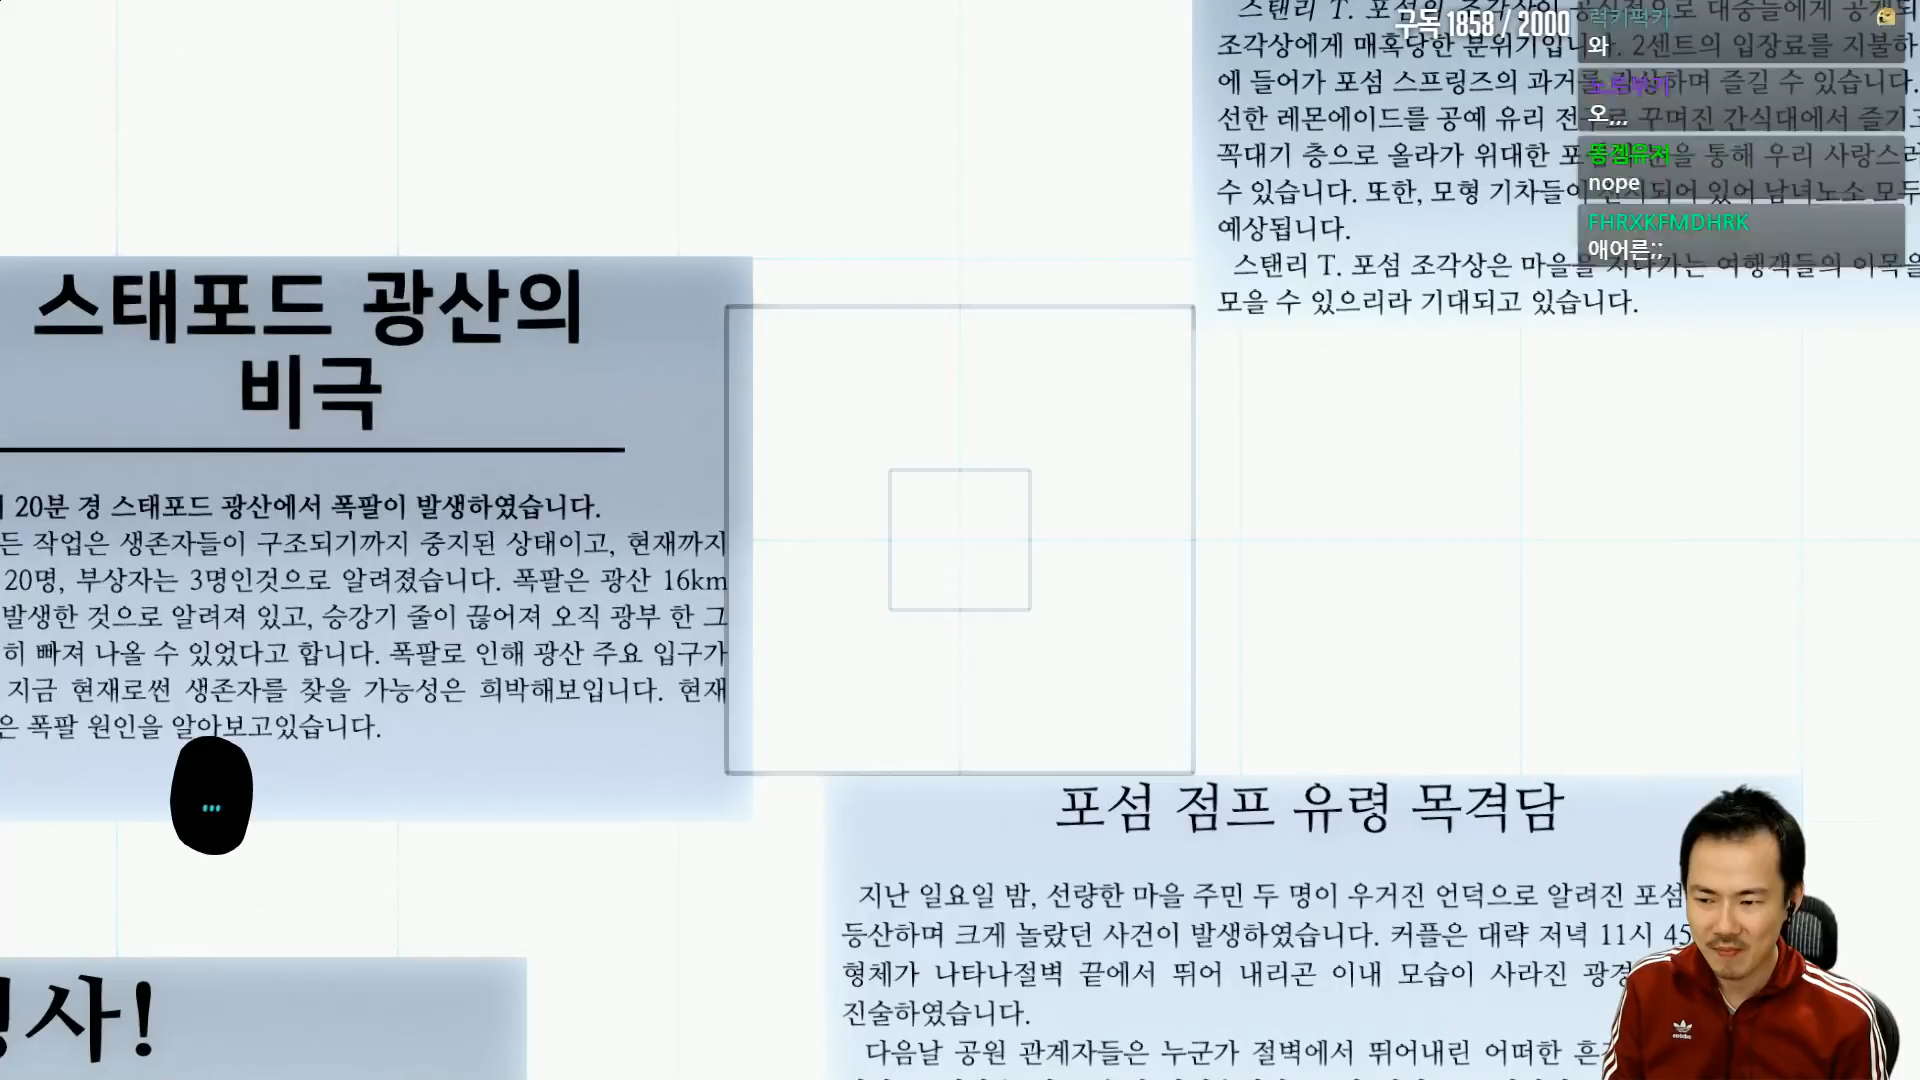 스탠리 T. 포섬의 조각상이 공식적으로 대중들에게 공개되
조각상에게 매혹당한 분위기입니다. 2센트의 입장료를 지불하
에 들어가 포섬 스프링즈의 과거를 감상하며 즐길 수 있습니다.
선한 레몬에이드를 공예 유리 전구로 꾸며진 간식대에서 즐기고
꼭대기 층으로 올라가 위대한 포섬 을 통해 우리 사랑스러
수 있습니다. 또한, 모형 기차들이 전시되어 있어 남녀노소 모두
예상됩니다.
스탠리 T. 포섬 조각상은 마을을 지나가는 여행객들의 이목을
모을 수 있으리라 기대되고 있습니다.
구독 1858 / 2000
럭키팍키
와
오,,,
똥겜유저
nope
FHRXKFMDHRK
애어른;;
스태포드 광산의
비극
20분 경 스태포드 광산에서 폭팔이 발생하였습니다.
든 작업은 생존자들이 구조되기까지 중지된 상태이고, 현재까지
20명, 부상자는 3명인것으로 알려졌습니다. 폭팔은 광산 16km
발생한 것으로 알려져 있고, 승강기 줄이 끊어져 오직 광부 한 그
히 빠져 나올 수 있었다고 합니다. 폭팔로 인해 광산 주요 입구가
지금 현재로썬 생존자를 찾을 가능성은 희박해보입니다. 현재
은 폭팔 원인을 알아보고있습니다.
...
포섬 점프 유령 목격담
지난 일요일 밤, 선량한 마을 주민 두 명이 우거진 언덕으로 알려진 포섬
등산하며 크게 놀랐던 사건이 발생하였습니다. 커플은 대략 저녁 11시 45
형체가 나타나절벽 끝에서 뛰어 내리곤 이내 모습이 사라진 광경
진술하였습니다.
다음날 공원 관계자들은 누군가 절벽에서 뛰어내린 어떠한 흔
사!
adidas